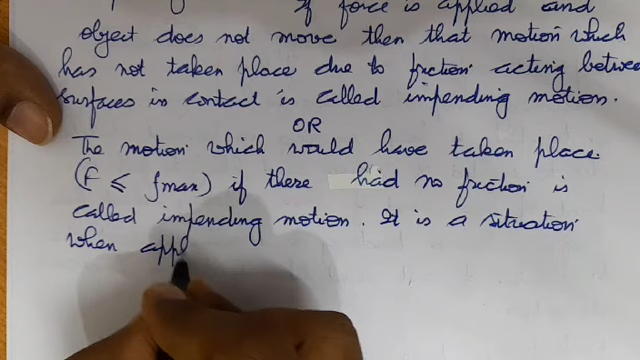 If force is applied and
object does not move then that motion which
has not taken place due to friction acting between
surfaces in contact is called impending motion.
OR
The motion which would have taken place
(f ⩽ fmax) if there had no friction is
called impending motion. It is a situation
when appl